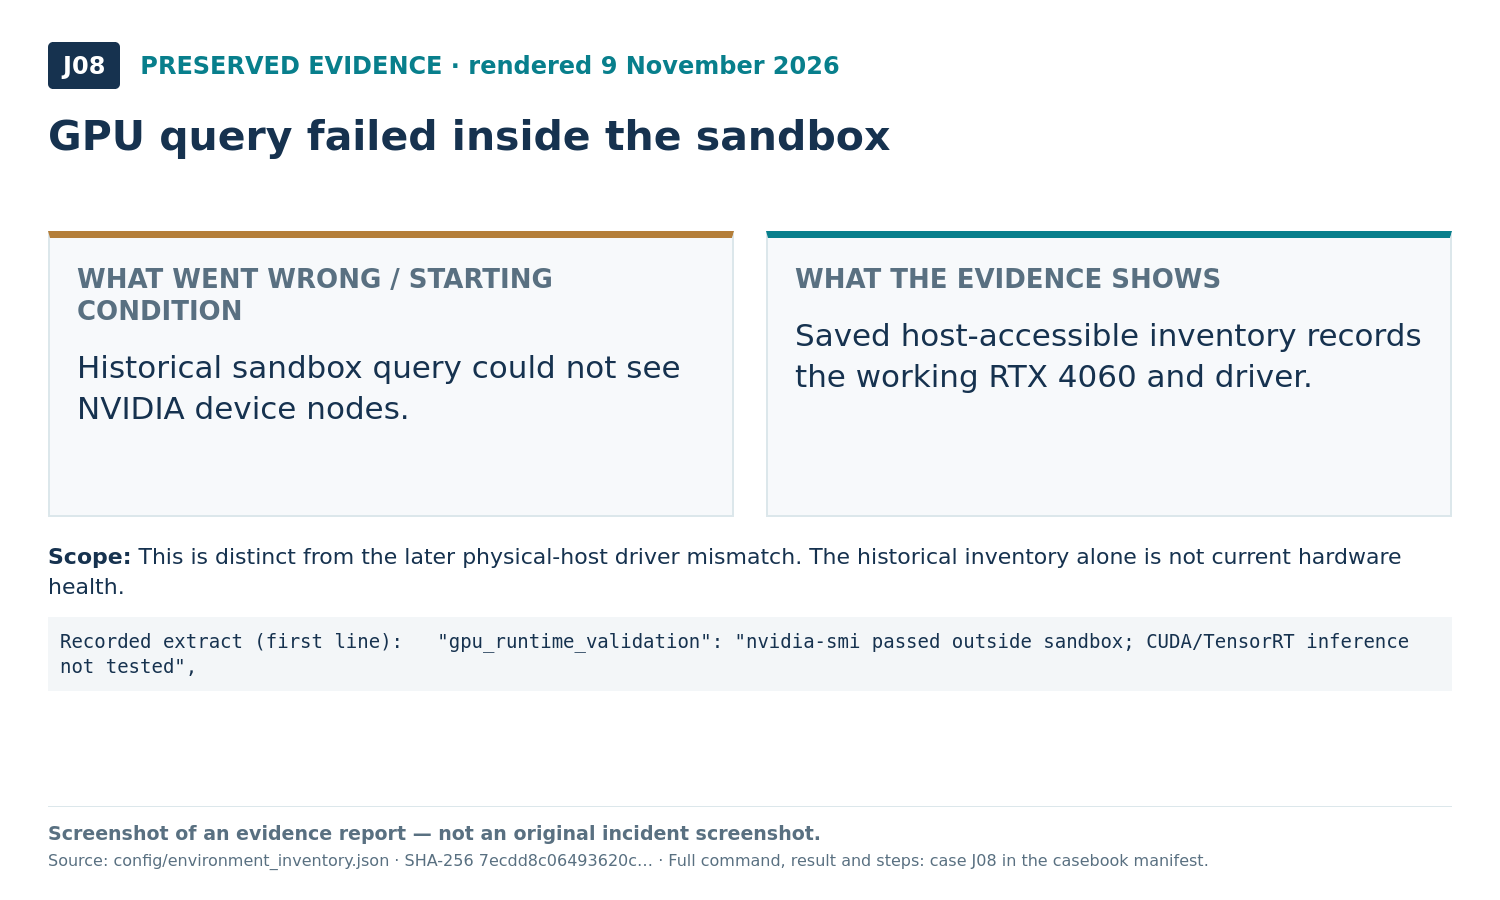 J08
PRESERVED EVIDENCE · rendered 9 November 2026
GPU query failed inside the sandbox
WHAT WENT WRONG / STARTING
CONDITION
Historical sandbox query could not see
NVIDIA device nodes.
WHAT THE EVIDENCE SHOWS
Saved host-accessible inventory records
the working RTX 4060 and driver.
Scope: This is distinct from the later physical-host driver mismatch. The historical inventory alone is not current hardware
health.
Recorded extract (first line):   "gpu_runtime_validation": "nvidia-smi passed outside sandbox; CUDA/TensorRT inference
not tested",
Screenshot of an evidence report — not an original incident screenshot.
Source: config/environment_inventory.json · SHA-256 7ecdd8c06493620c… · Full command, result and steps: case J08 in the casebook manifest.